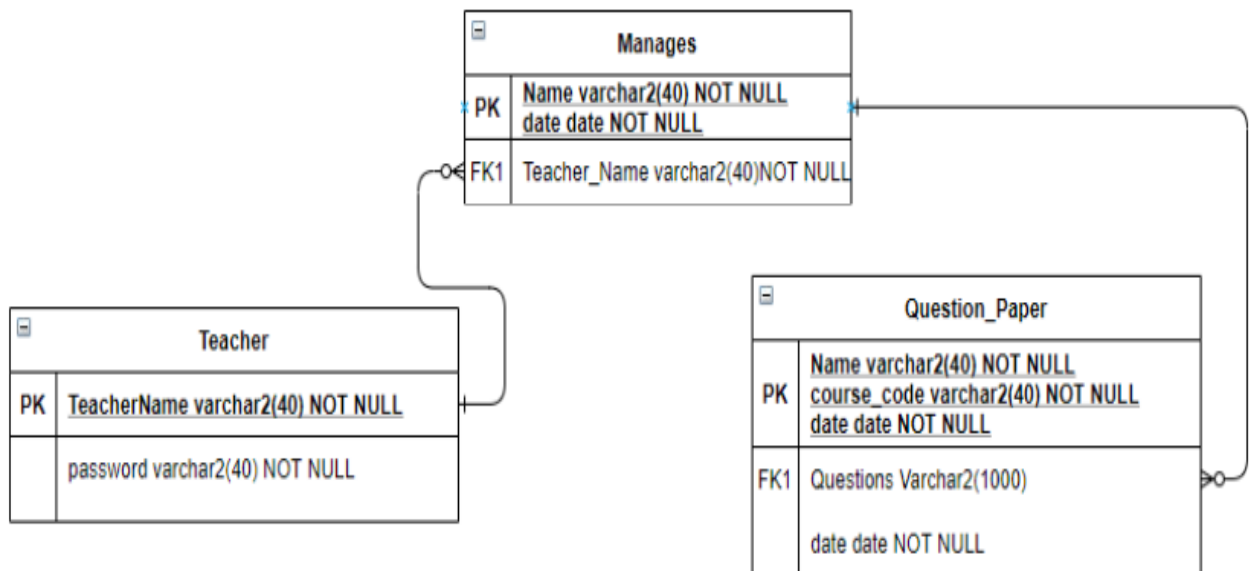 Manages
PK
Name varchar2(40) NOT NULL
date date NOT NULL
FK1
Teacher_Name varchar2(40)NOT NULL
Teacher
PK
TeacherName varchar2(40) NOT NULL
password varchar2(40) NOT NULL
Question_Paper
PK
Name varchar2(40) NOT NULL
course_code varchar2(40) NOT NULL
date date NOT NULL
FK1
Questions Varchar2(1000)
date date NOT NULL